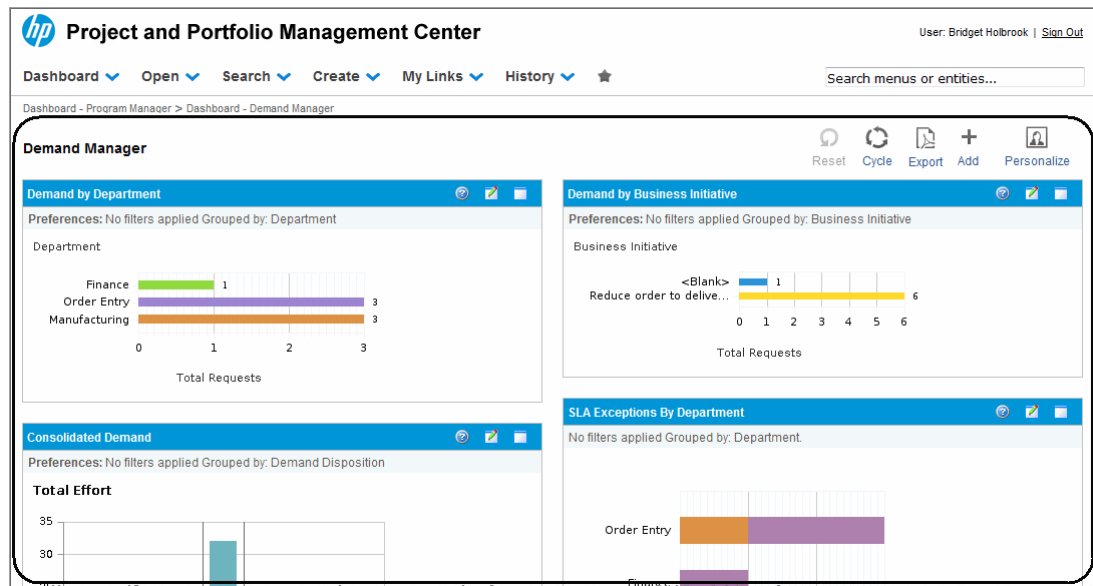 hp Project and Portfolio Management Center
User: Bridget Holbrook | Sign Out
Dashboard Open Search Create My Links History
Search menus or entities...
Dashboard - Program Manager > Dashboard - Demand Manager
Demand Manager
Reset Cycle Export Add Personalize
Demand by Department
Preferences: No filters applied Grouped by: Department
Department
Finance 1
Order Entry 3
Manufacturing 3
0 1 2 3
Total Requests
Demand by Business Initiative
Preferences: No filters applied Grouped by: Business Initiative
Business Initiative
<Blank> 1
Reduce order to delive... 6
0 1 2 3 4 5 6
Total Requests
Consolidated Demand
Preferences: No filters applied Grouped by: Demand Disposition
Total Effort
35
30
SLA Exceptions By Department
No filters applied Grouped by: Department.
Order Entry
Finance